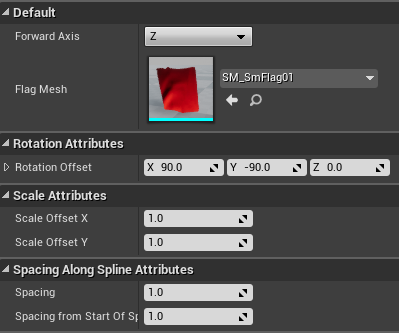 Default
Forward Axis Z
Flag Mesh SM_SmFlag01
Rotation Attributes
Rotation Offset X 90.0 Y -90.0 Z 0.0
Scale Attributes
Scale Offset X 1.0
Scale Offset Y 1.0
Spacing Along Spline Attributes
Spacing 1.0
Spacing from Start Of Sp 1.0